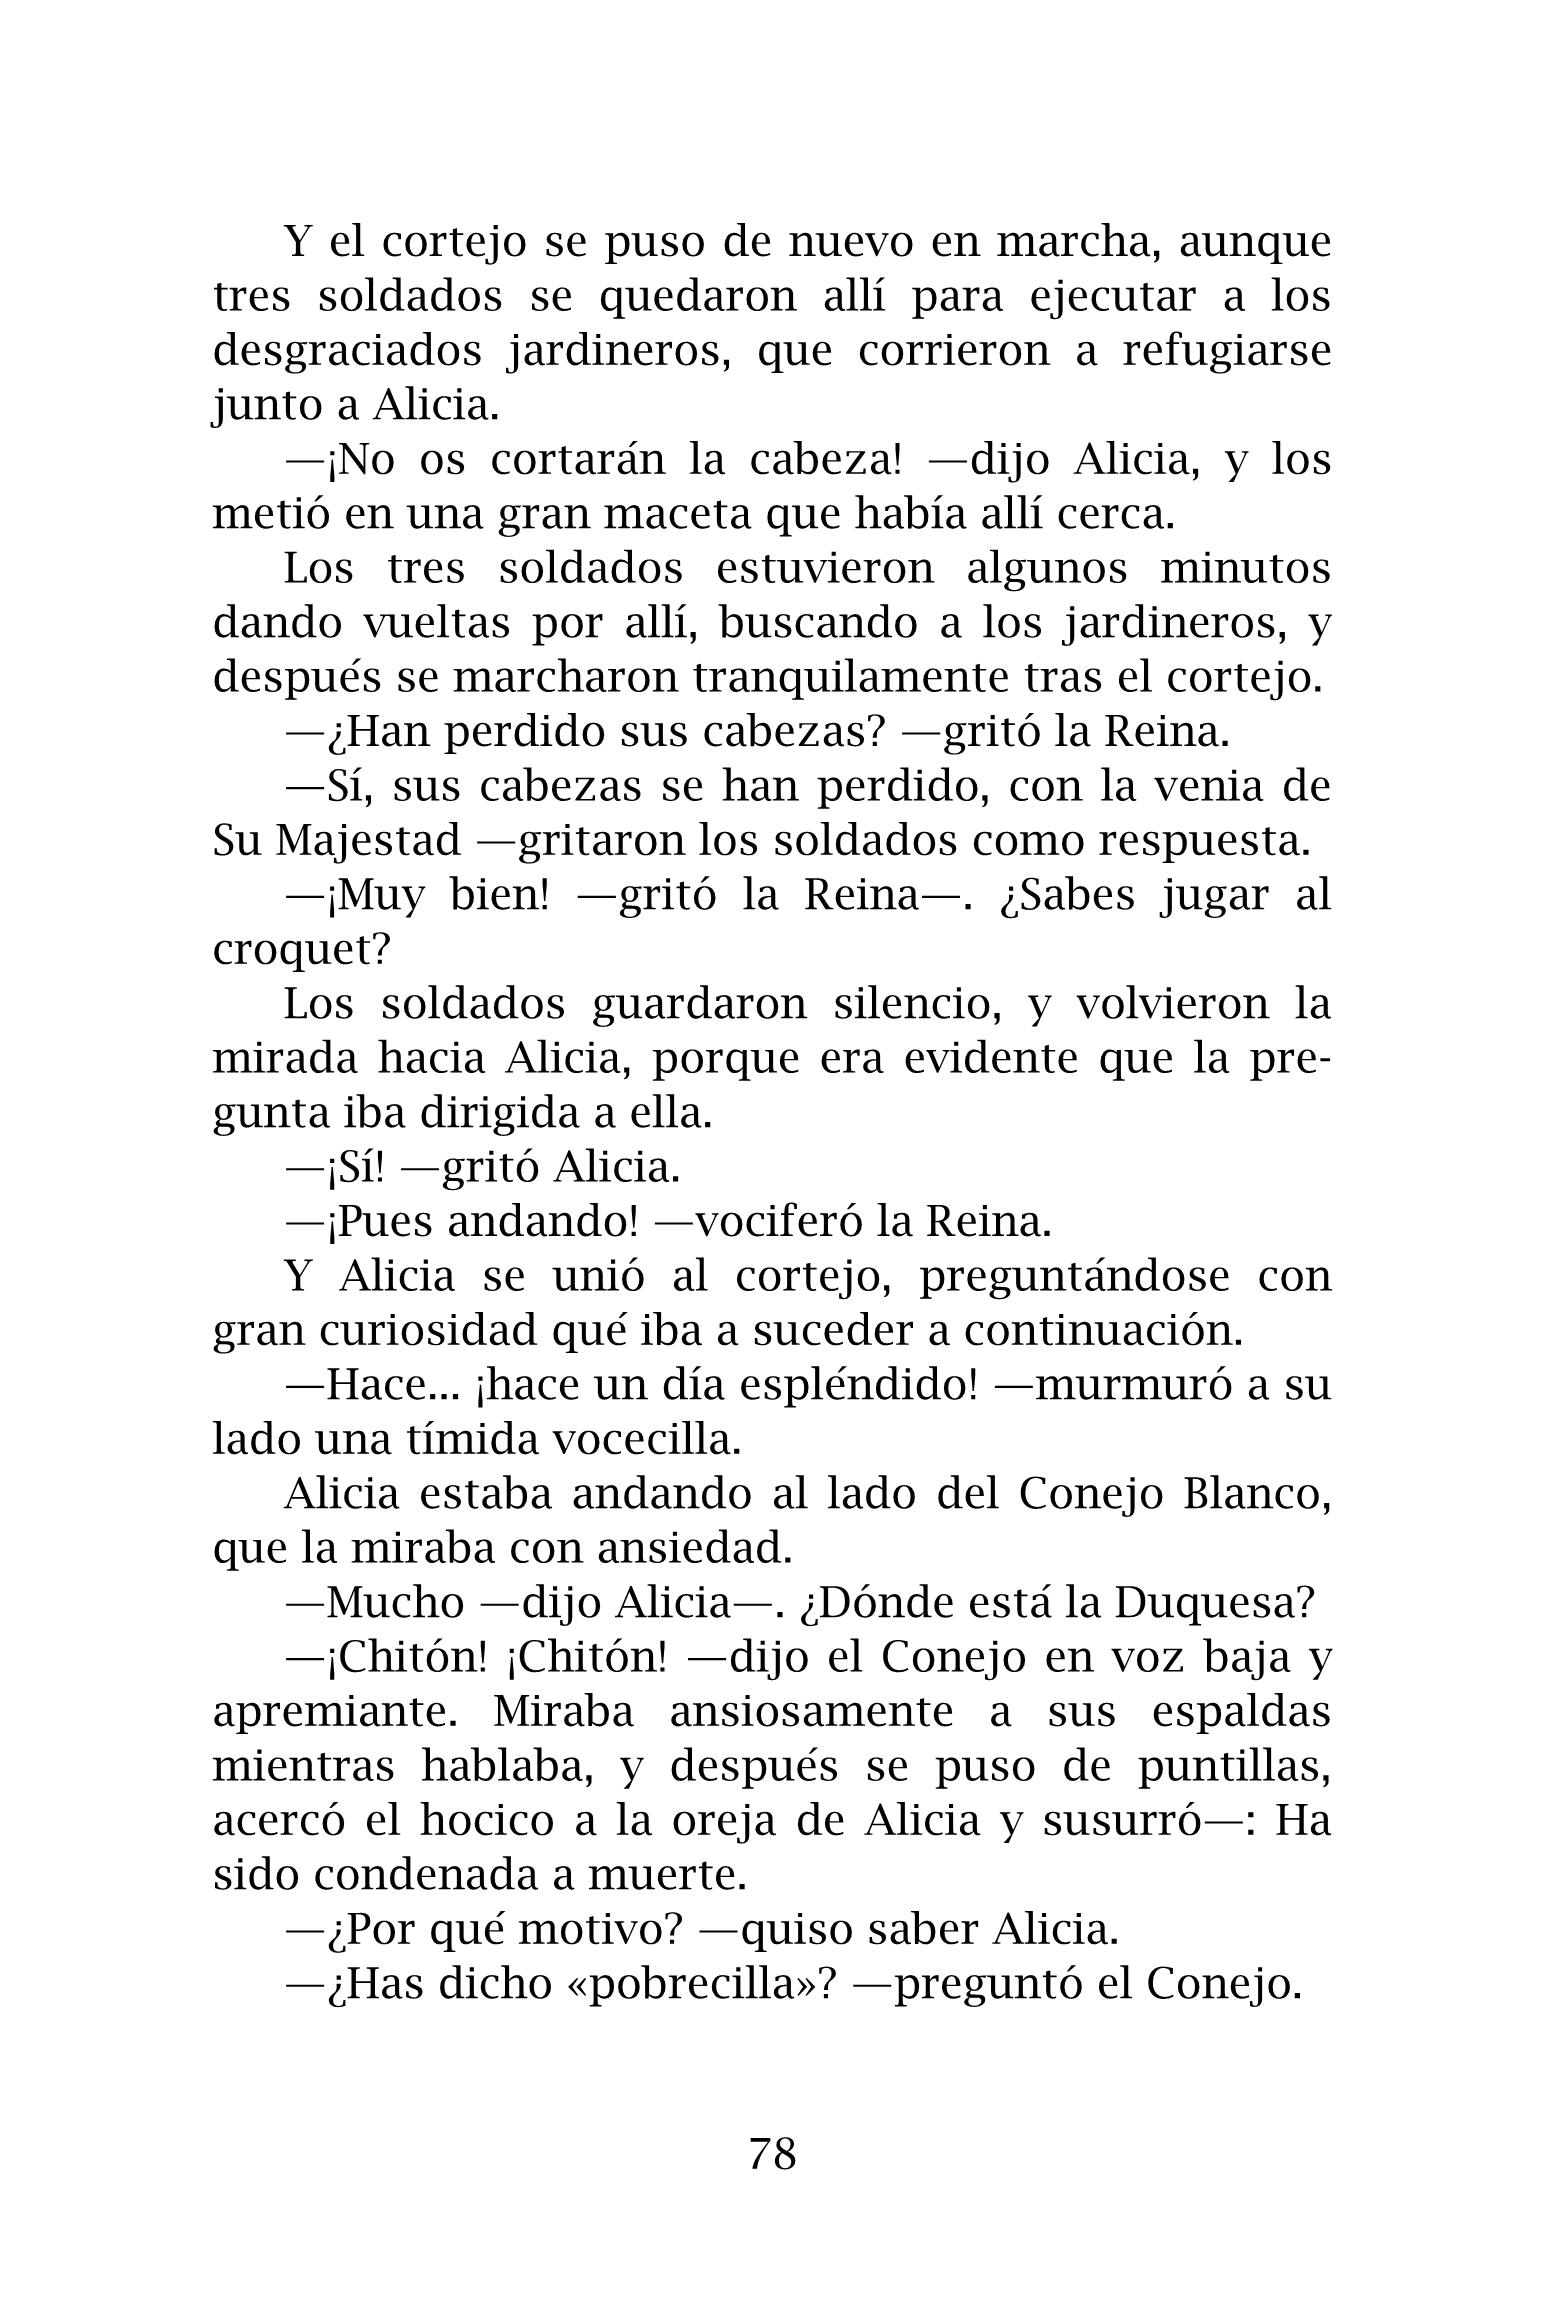 Y el cortejo se puso de nuevo en marcha, aunque
tres soldados se quedaron allí para ejecutar a los
desgraciados jardineros, que corrieron a refugiarse
junto a Alicia.
—¡No os cortarán la cabeza! —dijo Alicia, y los
metió en una gran maceta que había allí cerca.
Los tres soldados estuvieron algunos minutos
dando vueltas por allí, buscando a los jardineros, y
después se marcharon tranquilamente tras el cortejo.
—¿Han perdido sus cabezas? —gritó la Reina.
—Sí, sus cabezas se han perdido, con la venia de
Su Majestad —gritaron los soldados como respuesta.
—¡Muy bien! —gritó la Reina—. ¿Sabes jugar al
croquet?
Los soldados guardaron silencio, y volvieron la
mirada hacia Alicia, porque era evidente que la pre-
gunta iba dirigida a ella.
—¡Sí! —gritó Alicia.
—¡Pues andando! —vociferó la Reina.
Y Alicia se unió al cortejo, preguntándose con
gran curiosidad qué iba a suceder a continuación.
—Hace... ¡hace un día espléndido! —murmuró a su
lado una tímida vocecilla.
Alicia estaba andando al lado del Conejo Blanco,
que la miraba con ansiedad.
—Mucho —dijo Alicia—. ¿Dónde está la Duquesa?
—¡Chitón! ¡Chitón! —dijo el Conejo en voz baja y
apremiante. Miraba ansiosamente a sus espaldas
mientras hablaba, y después se puso de puntillas,
acercó el hocico a la oreja de Alicia y susurró—: Ha
sido condenada a muerte.
—¿Por qué motivo? —quiso saber Alicia.
—¿Has dicho «pobrecilla»? —preguntó el Conejo.
78